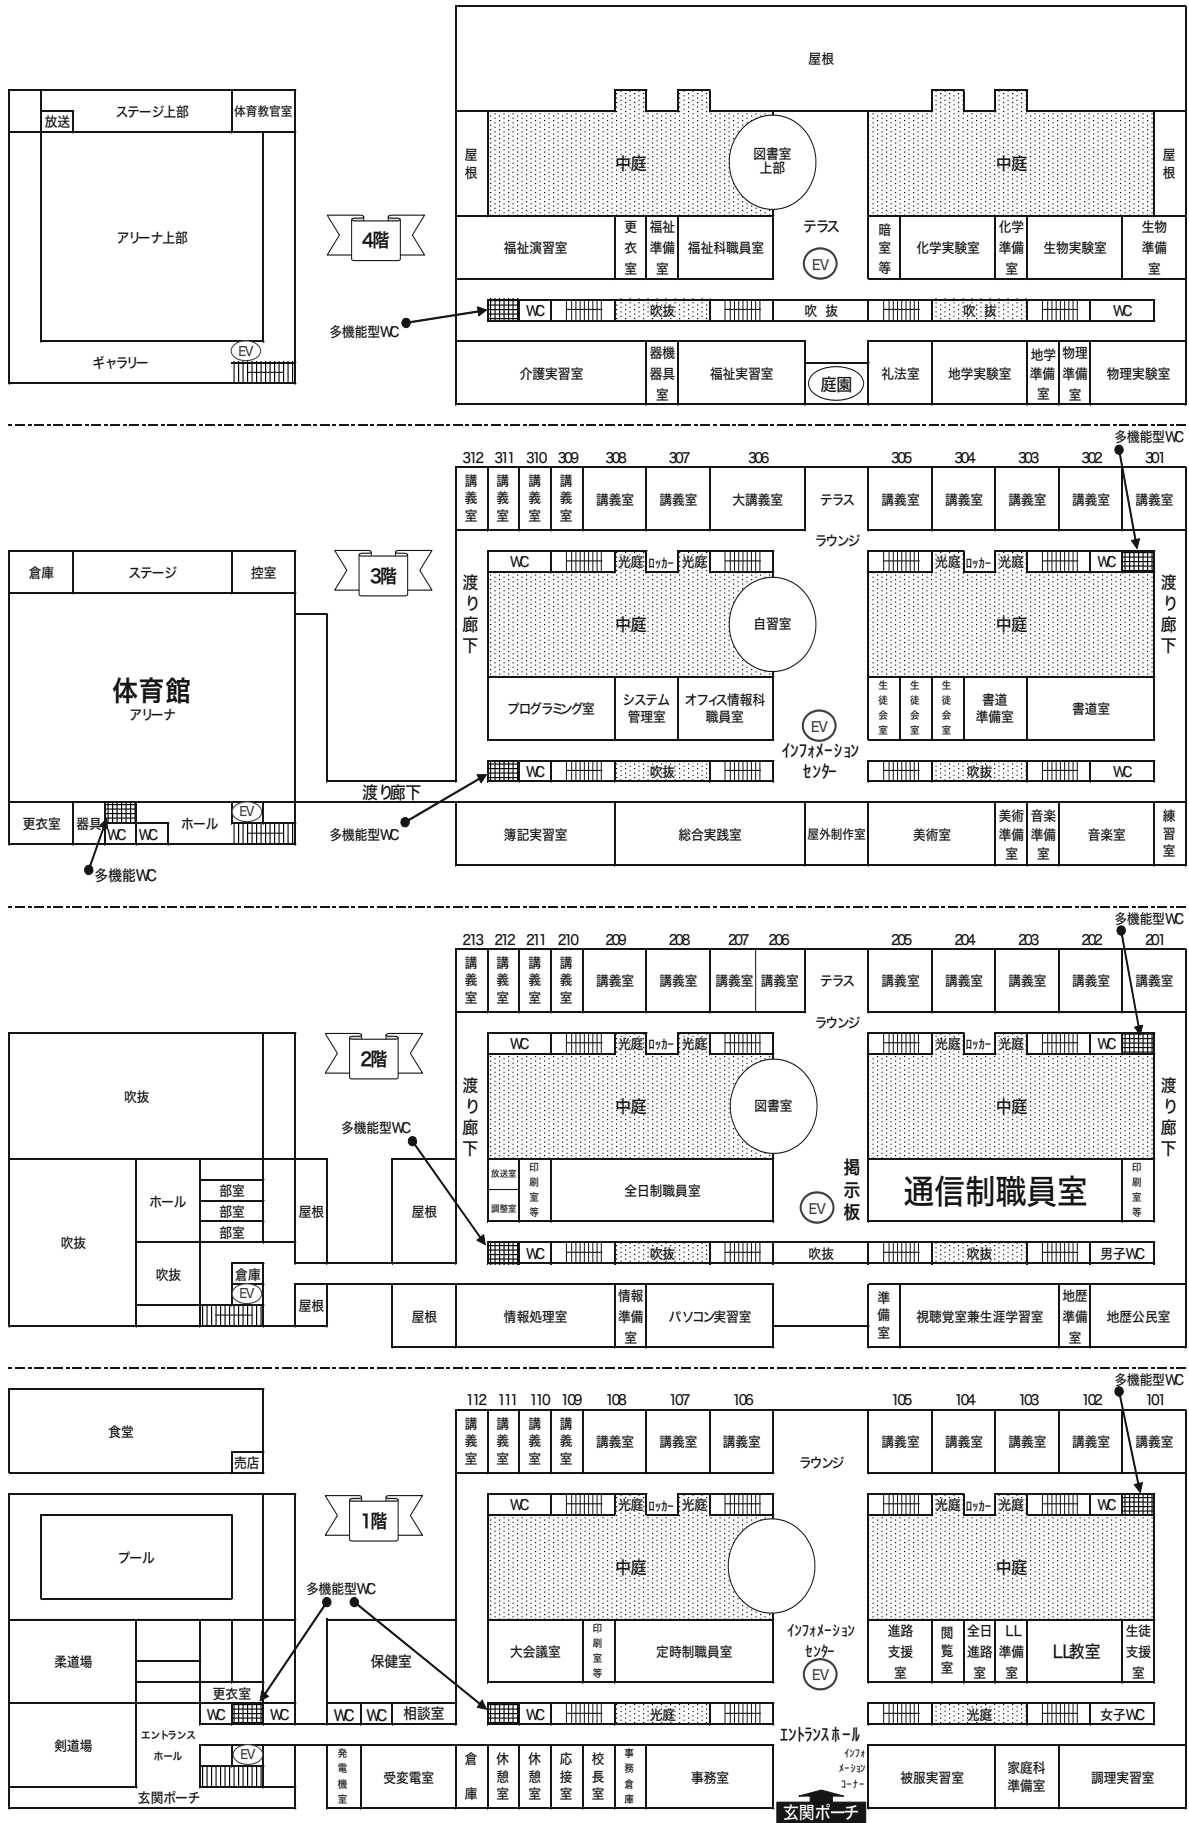 屋根
ステージ上部
体育教官室
放送
屋根
中庭
図書室
上部
中庭
屋根
アリーナ上部
4階
テラス
EV
福祉演習室
更衣室
福祉準備室
福祉科職員室
暗室等
化学実験室
化学準備室
生物実験室
生物準備室
多機能型WC
WC
吹抜
吹 抜
吹 抜
WC
ギャラリー
EV
介護実習室
器機器具室
福祉実習室
庭園
礼法室
地学実験室
地学準備室
物理準備室
物理実験室
多機能型WC
312 311 310 309 308 307 306 305 304 303 302 301
講義室
講義室
講義室
講義室
講義室
講義室
大講義室
テラス
講義室
講義室
講義室
講義室
講義室
ラウンジ
倉庫
ステージ
控室
3階
渡り廊下
WC
光庭
ロッカー
光庭
光庭
ロッカー
光庭
WC
渡り廊下
中庭
自習室
中庭
体育館
アリーナ
プログラミング室
システム
管理室
オフィス情報科
職員室
EV
インフォメーション
センター
生徒会室
生徒会室
生徒会室
書道
準備室
書道室
WC
吹抜
吹抜
WC
渡り廊下
多機能型WC
更衣室
器具
WC
WC
ホール
EV
多機能WC
簿記実習室
総合実践室
屋外制作室
美術室
美術準備室
音楽準備室
音楽室
練習室
多機能型WC
213 212 211 210 209 208 207 206 205 204 203 202 201
講義室
講義室
講義室
講義室
講義室
講義室
講義室
講義室
テラス
講義室
講義室
講義室
講義室
講義室
ラウンジ
2階
渡り廊下
WC
光庭
ロッカー
光庭
光庭
ロッカー
光庭
WC
渡り廊下
吹抜
中庭
図書室
中庭
多機能型WC
ホール
部室
部室
部室
屋根
屋根
放送室
調整室
印刷室等
全日制職員室
掲示板
EV
通信制職員室
印刷室等
吹抜
吹抜
倉庫
EV
WC
吹抜
吹抜
吹抜
男子WC
屋根
屋根
情報処理室
情報準備室
パソコン実習室
準備室
視聴覚室兼生涯学習室
地歴準備室
地歴公民室
多機能型WC
112 111 110 109 108 107 106 105 104 103 102 101
食堂
売店
講義室
講義室
講義室
講義室
講義室
講義室
講義室
ラウンジ
講義室
講義室
講義室
講義室
講義室
1階
WC
光庭
ロッカー
光庭
光庭
ロッカー
光庭
WC
プール
中庭
中庭
多機能型WC
柔道場
更衣室
保健室
大会議室
印刷室等
定時制職員室
インフォメーション
センター
EV
進路
支援
室
閲覧室
全日進路室
LL準備室
LL教室
生徒支援室
WC
WC
WC
WC
相談室
WC
光庭
光庭
女子WC
剣道場
エントランス
ホール
EV
玄関ポーチ
発電機室
受変電室
倉庫
休憩室
休憩室
応接室
校長室
事務倉庫
事務室
エントランスホール
インフォ
メーション
コーナー
玄関ポーチ
被服実習室
家庭科
準備室
調理実習室